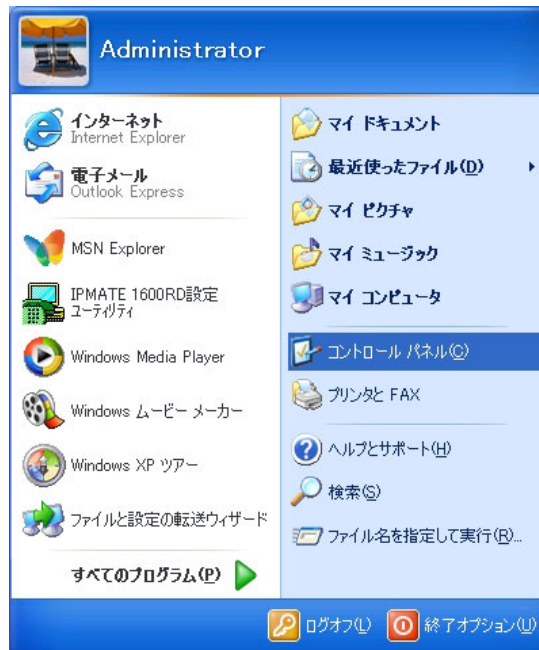 Administrator
インターネット
Internet Explorer
電子メール
Outlook Express
MSN Explorer
IPMATE 1600RD設定
ユーティリティ
Windows Media Player
Windows ムービー メーカー
Windows XP ツアー
ファイルと設定の転送ウィザード
すべてのプログラム(P)
マイ ドキュメント
最近使ったファイル(D)
マイ ピクチャ
マイ ミュージック
マイ コンピュータ
コントロール パネル(C)
プリンタと FAX
ヘルプとサポート(H)
検索(S)
ファイル名を指定して実行(R)...
ログオフ(L)
終了オプション(U)